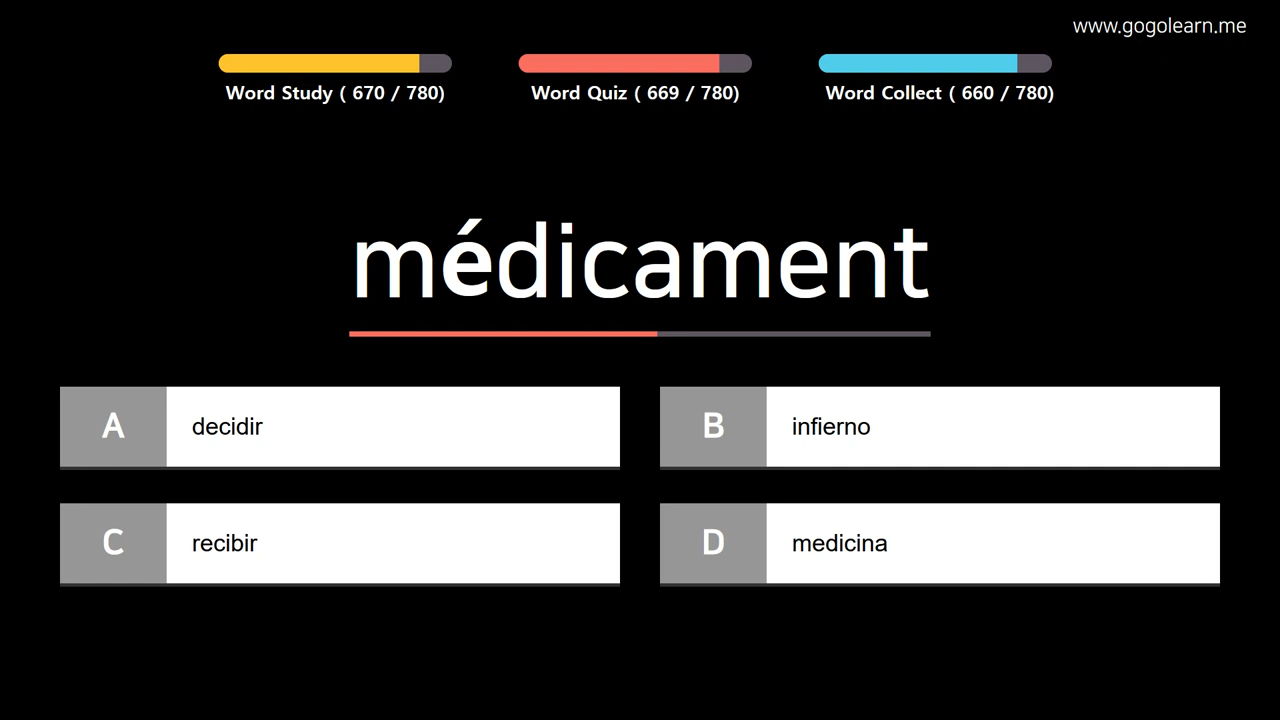 www.gogolearn.me
Word Study ( 670 / 780)
Word Quiz ( 669 / 780)
Word Collect ( 660 / 780)
médicament
A decidir
B infierno
C recibir
D medicina